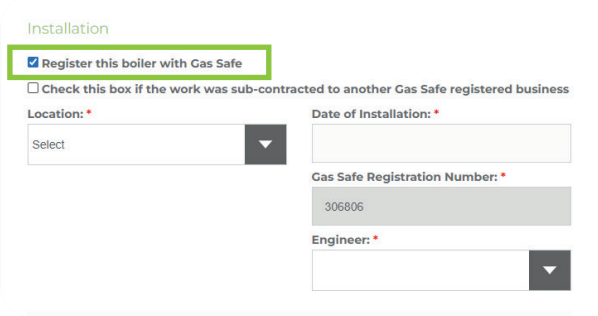 Installation
Register this boiler with Gas Safe
Check this box if the work was sub-contracted to another Gas Safe registered business
Location: *
Select
Date of Installation: *
Gas Safe Registration Number: *
306806
Engineer: *